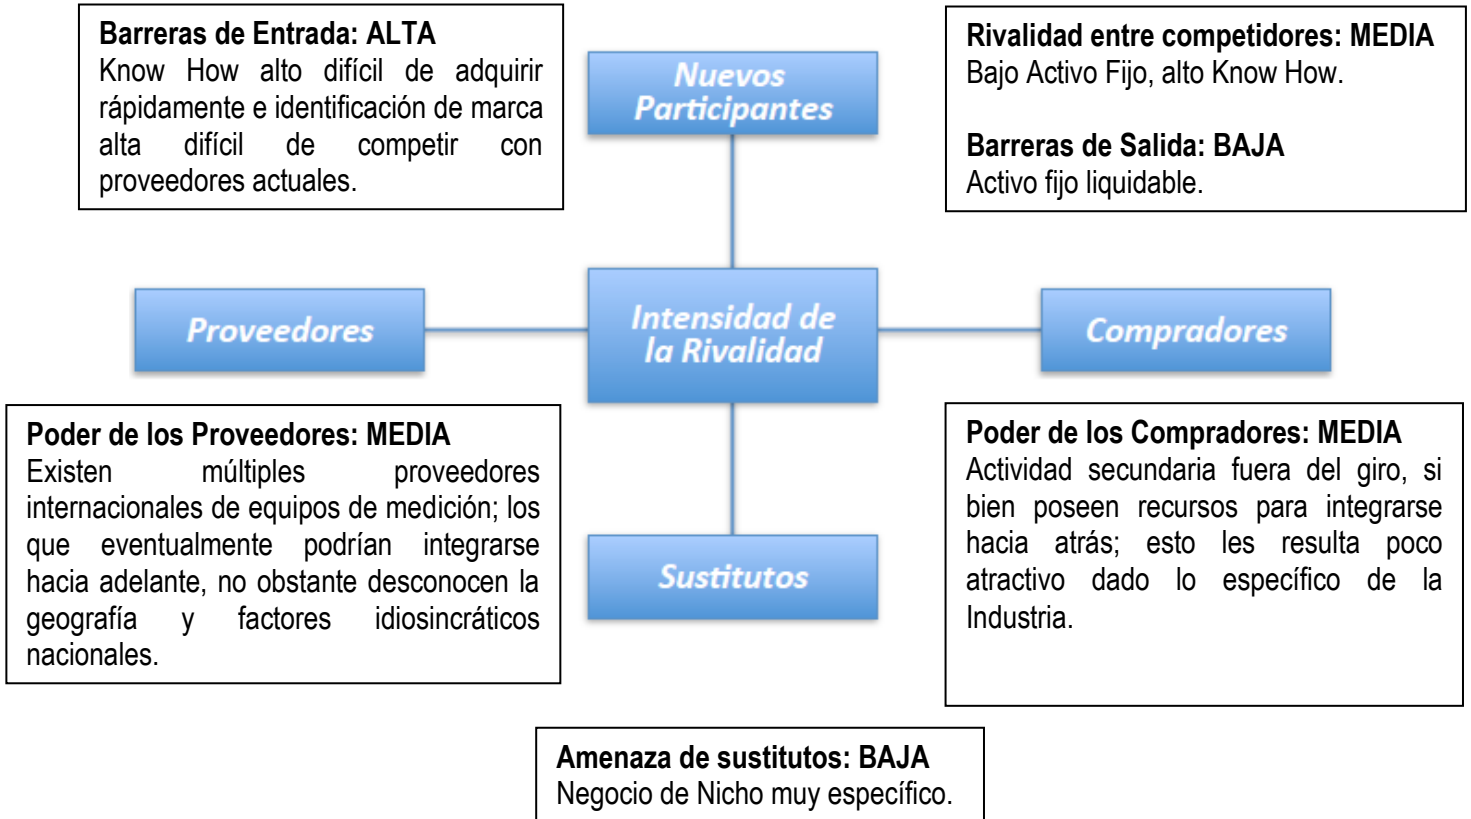 Barreras de Entrada: ALTA
Know How alto difícil de adquirir
rápidamente e identificación de marca
alta difícil de competir con
proveedores actuales.
Nuevos
Participantes
Rivalidad entre competidores: MEDIA
Bajo Activo Fijo, alto Know How.
Barreras de Salida: BAJA
Activo fijo liquidable.
Proveedores
Intensidad de
la Rivalidad
Compradores
Poder de los Proveedores: MEDIA
Existen múltiples proveedores
internacionales de equipos de medición; los
que eventualmente podrían integrarse
hacia adelante, no obstante desconocen la
geografía y factores idiosincráticos
nacionales.
Sustitutos
Poder de los Compradores: MEDIA
Actividad secundaria fuera del giro, si
bien poseen recursos para integrarse
hacia atrás; esto les resulta poco
atractivo dado lo específico de la
Industria.
Amenaza de sustitutos: BAJA
Negocio de Nicho muy específico.